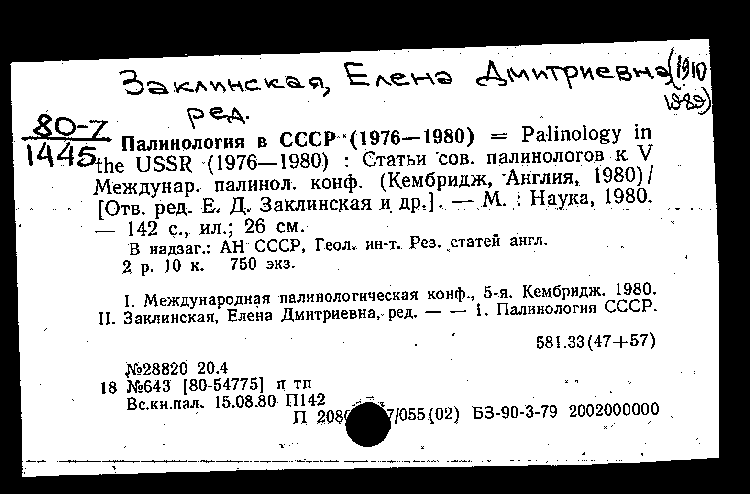 Заклинская, Елена Дмитриевна (1910
1989)
ред.
80-7
1445
Палинология в СССР (1976—1980) = Palinology in
the USSR (1976—1980) : Статьи сов. палинологов к V
Междунар. палинол. конф. (Кембридж, Англия, 1980) /
[Отв. ред. Е. Д. Заклинская и др.]. — М. : Наука, 1980.
— 142 с., ил.; 26 см.
В надзаг.: АН СССР, Геол. ин-т. Рез. статей англ.
2 р. 10 к. 750 экз.
I. Международная палинологическая конф., 5-я. Кембридж. 1980.
II. Заклинская, Елена Дмитриевна, ред. — — 1. Палинология СССР.
581.33(47+57)
№28820 20.4
18 №643 [80-54775] п тп
Вс.кн.пал. 15.08.80 П142
П /055(02) БЗ-90-3-79 2002000000